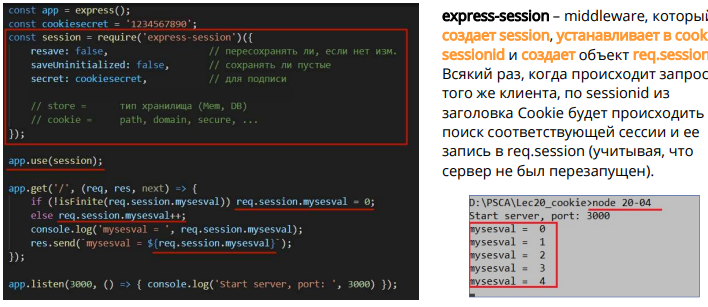 const app = express();
const cookiesecret = '1234567890';
const session = require('express-session')({
resave: false, // пересохранять ли, если нет изм.
saveUninitialized: false, // сохранять ли пустые
secret: cookiesecret, // для подписи
// store = тип хранилища (Mem, DB)
// cookie = path, domain, secure, ...
});
app.use(session);
app.get('/', (req, res, next) => {
if (!isFinite(req.session.mysesval)) req.session.mysesval = 0;
else req.session.mysesval++;
console.log('mysesval = ', req.session.mysesval);
res.send(`mysesval = ${req.session.mysesval}`);
});
app.listen(3000, () => { console.log('Start server, port: ', 3000) });
express-session – middleware, который
создает session, устанавливает в cook
sessionid и создает объект req.session
Всякий раз, когда происходит запрос
того же клиента, по sessionid из
заголовка Cookie будет происходить
поиск соответствующей сессии и ее
запись в req.session (учитывая, что
сервер не был перезапущен).
D:\PSCA\Lec20_cookie>node 20-04
Start server, port: 3000
mysesval = 0
mysesval = 1
mysesval = 2
mysesval = 3
mysesval = 4